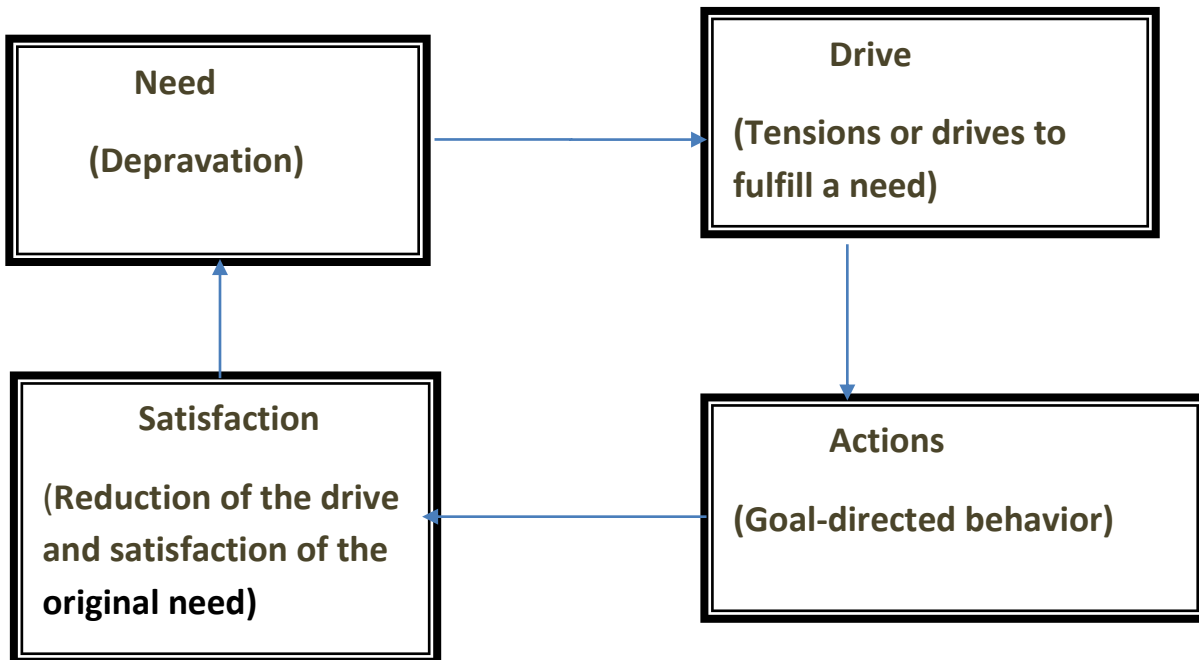 Need
(Depravation)
Drive
(Tensions or drives to
fulfill a need)
Satisfaction
(Reduction of the drive
and satisfaction of the
original need)
Actions
(Goal-directed behavior)